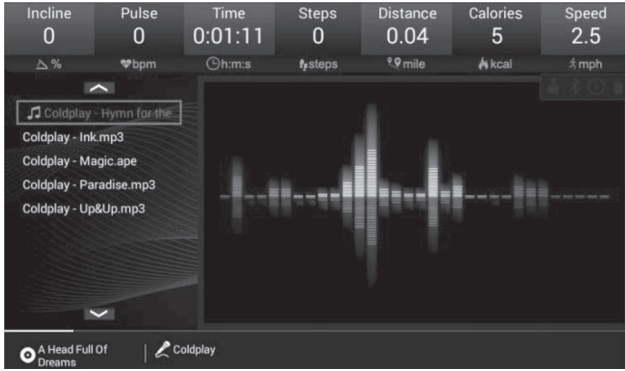 Incline Pulse Time Steps Distance Calories Speed
0 0 0:01:11 0 0.04 5 2.5
% bpm h:m:s steps mile kcal mph
Coldplay - Hymn for the
Coldplay - Ink.mp3
Coldplay - Magic.ape
Coldplay - Paradise.mp3
Coldplay - Up&Up.mp3
A Head Full Of
Dreams
Coldplay